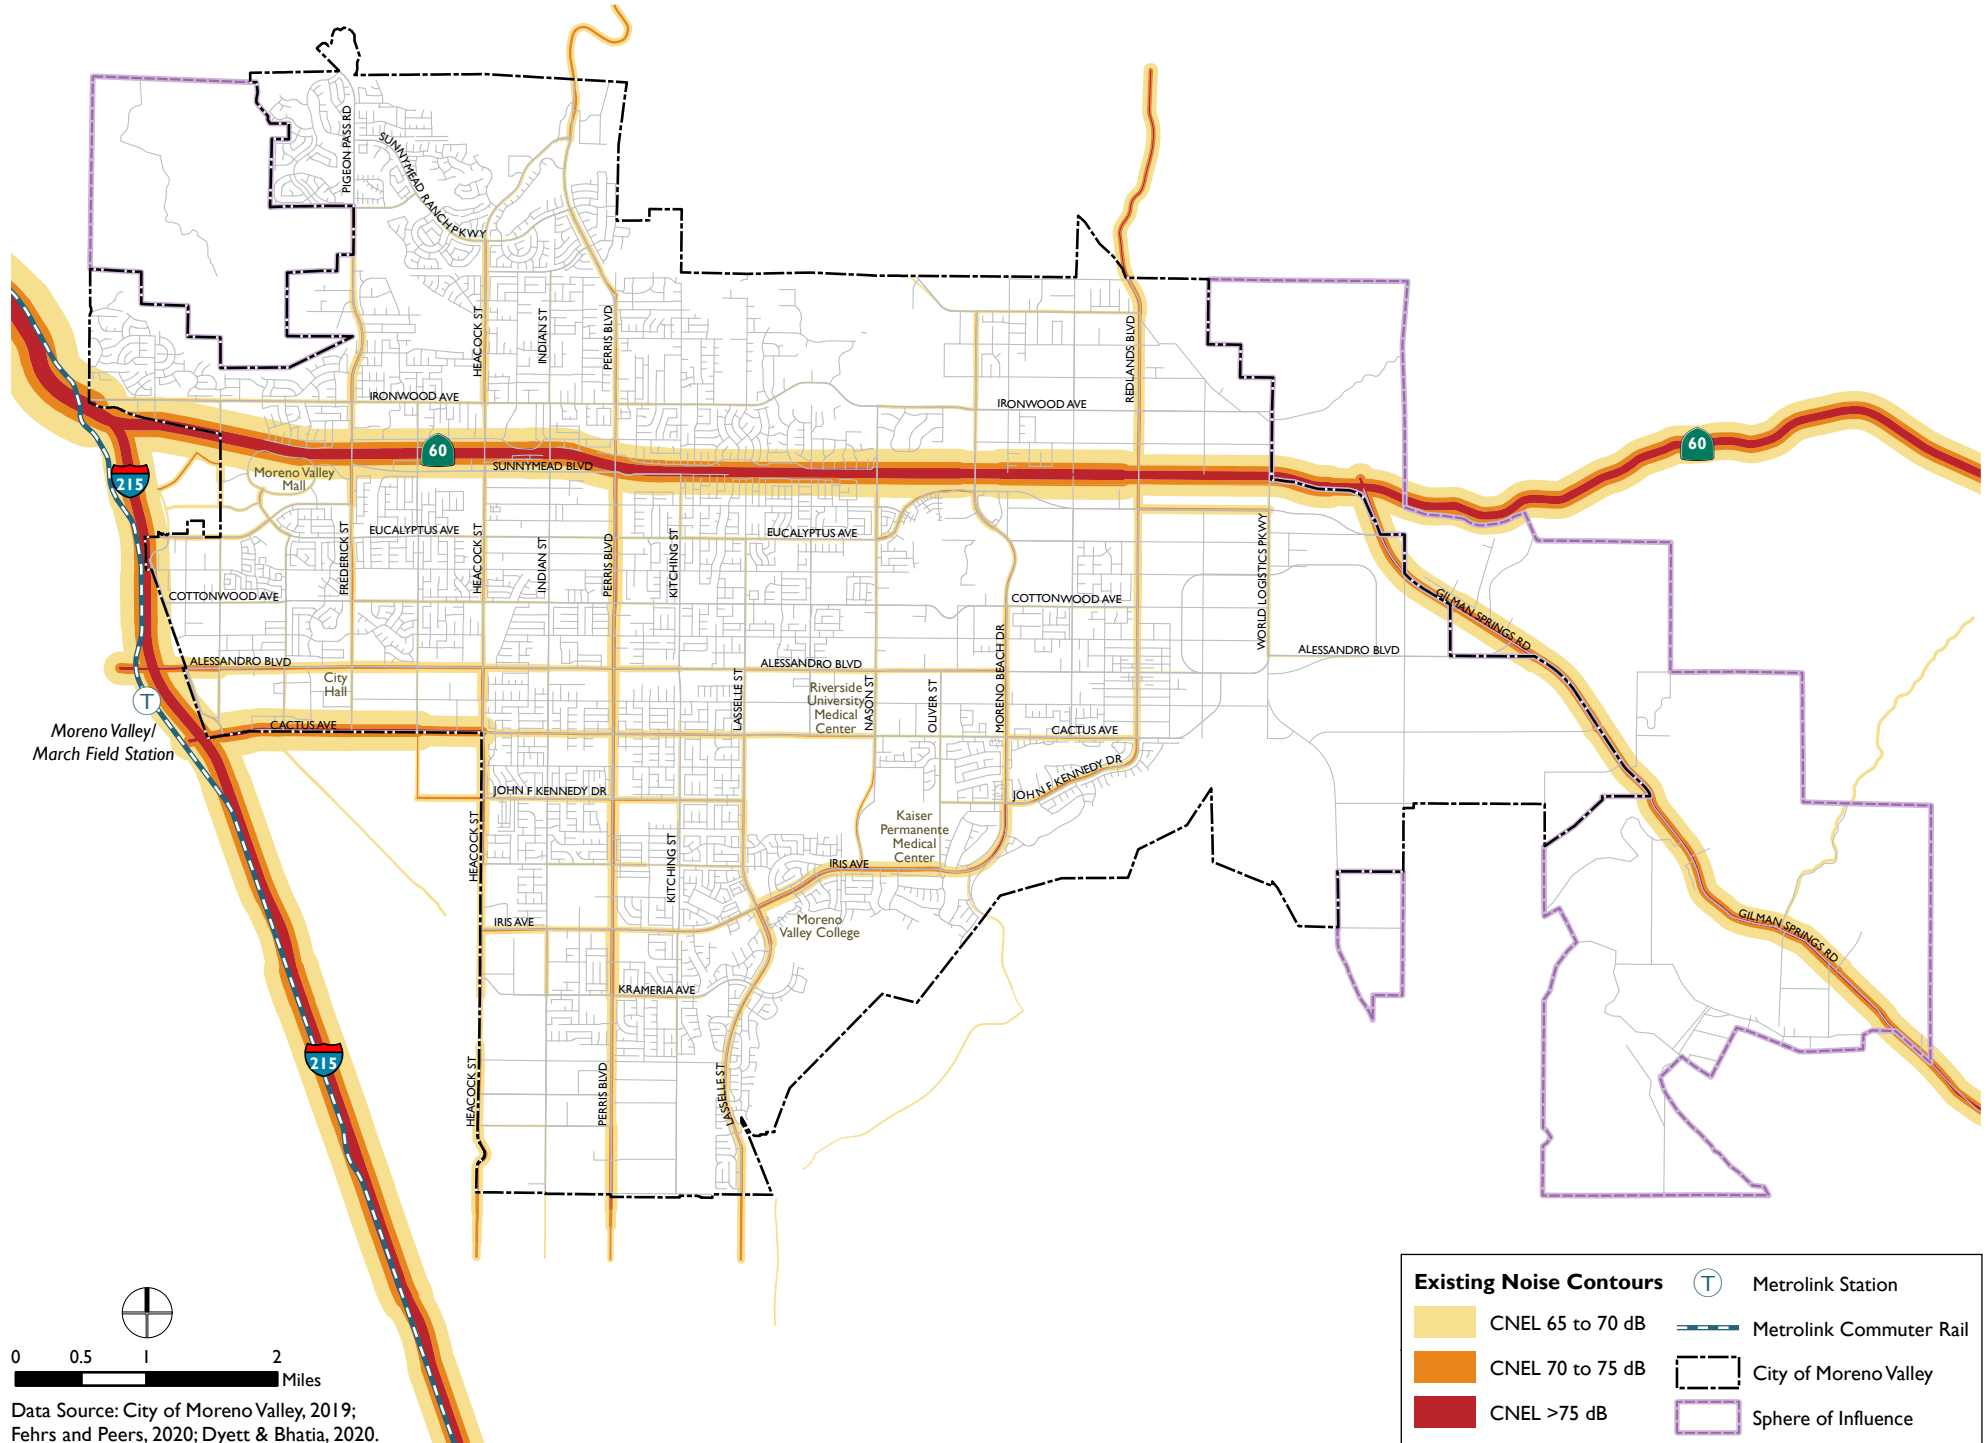 PIGEON PASS RD
SUNNYMEAD RANCH PKWY
HEACOCK ST
INDIAN ST
PERRIS BLVD
REDLANDS BLVD
IRONWOOD AVE
IRONWOOD AVE
60
60
SUNNYMEAD BLVD
215
Moreno Valley
Mall
FREDERICK ST
EUCALYPTUS AVE
HEACOCK ST
INDIAN ST
PERRIS BLVD
KITCHING ST
EUCALYPTUS AVE
WORLD LOGISTICS PKWY
COTTONWOOD AVE
COTTONWOOD AVE
GILMAN SPRINGS RD
ALESSANDRO BLVD
ALESSANDRO BLVD
ALESSANDRO BLVD
City
Hall
LASSELLE ST
Riverside
University
Medical
Center
NASON ST
OLIVER ST
MORENO BEACH DR
T
Moreno Valley/
March Field Station
CACTUS AVE
CACTUS AVE
JOHN F KENNEDY DR
JOHN F KENNEDY DR
HEACOCK ST
KITCHING ST
Kaiser
Permanente
Medical
Center
IRIS AVE
IRIS AVE
Moreno
Valley College
GILMAN SPRINGS RD
KRAMERIA AVE
215
HEACOCK ST
PERRIS BLVD
LASSELLE ST
0 0.5 1 2
Miles
Data Source: City of Moreno Valley, 2019;
Fehrs and Peers, 2020; Dyett & Bhatia, 2020.
Existing Noise Contours
CNEL 65 to 70 dB
CNEL 70 to 75 dB
CNEL >75 dB
T Metrolink Station
Metrolink Commuter Rail
City of Moreno Valley
Sphere of Influence